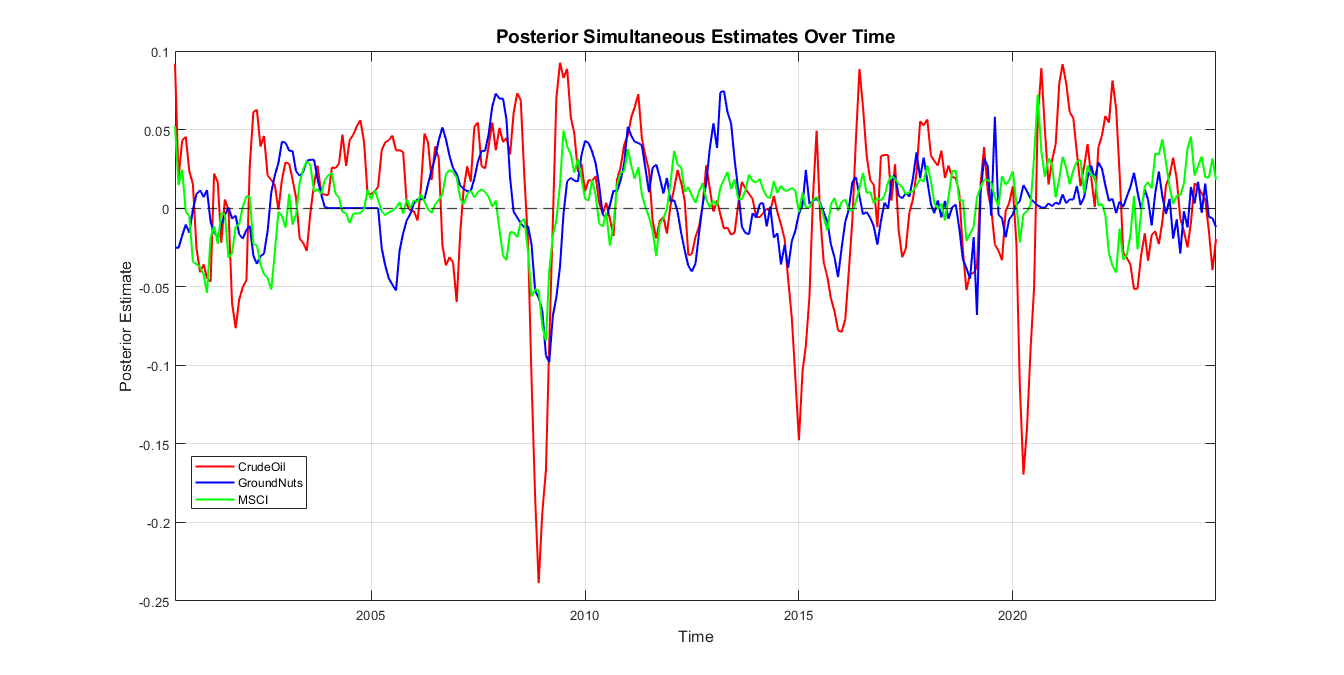 Posterior Simultaneous Estimates Over Time
0.1
0.05
0
-0.05
-0.1
-0.15
-0.2
-0.25
Posterior Estimate
CrudeOil
GroundNuts
MSCI
2005 2010 2015 2020
Time